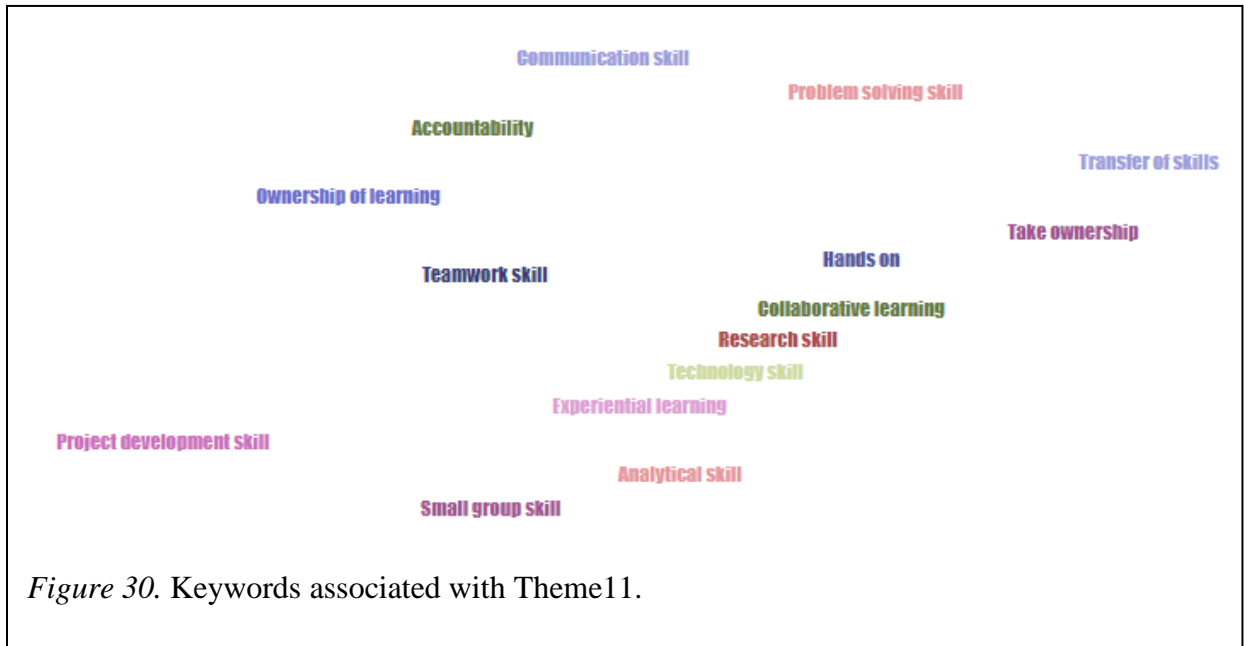 Communication skill
Problem solving skill
Accountability
Transfer of skills
Ownership of learning
Take ownership
Hands on
Teamwork skill
Collaborative learning
Research skill
Technology skill
Experiential learning
Project development skill
Analytical skill
Small group skill
Figure 30. Keywords associated with Theme11.